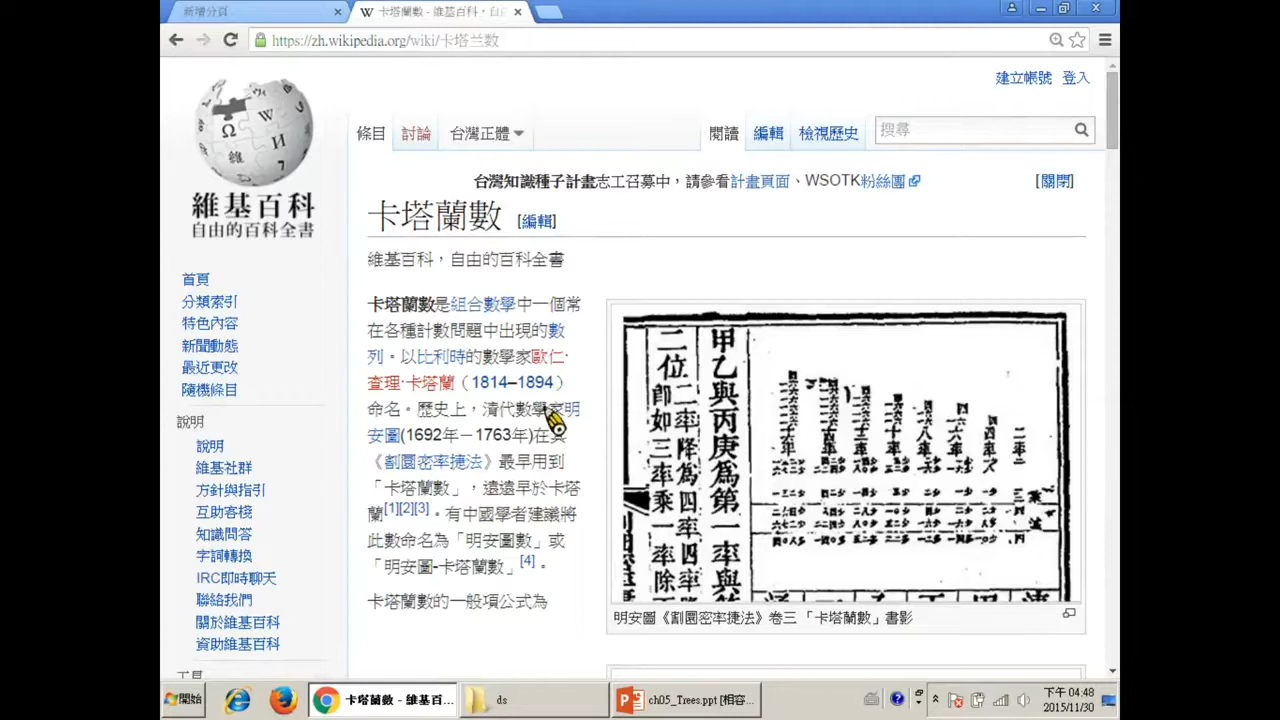 新增分頁
卡塔蘭數 - 維基百科，自
https://zh.wikipedia.org/wiki/卡塔兰数
建立帳號 登入
維基百科
自由的百科全書
條目 討論 台灣正體 閱讀 編輯 檢視歷史 搜尋
台灣知識種子計畫志工召募中，請參看計畫頁面、WSOTK粉絲團 [關閉]
卡塔蘭數 [編輯]
維基百科，自由的百科全書
首頁
分類索引
特色內容
新聞動態
最近更改
隨機條目
說明
說明
維基社群
方針與指引
互助客棧
知識問答
字詞轉換
IRC即時聊天
聯絡我們
關於維基百科
資助維基百科
工具
卡塔蘭數是組合數學中一個常
在各種計數問題中出現的數
列。以比利時的數學家歐仁·
查理·卡塔蘭（1814–1894）
命名。歷史上，清代數學家明
安圖(1692年－1763年)在其
《割圜密率捷法》最早用到
「卡塔蘭數」，遠遠早於卡塔
蘭[1][2][3]。有中國學者建議將
此數命名為「明安圖數」或
「明安圖-卡塔蘭數」[4]。
卡塔蘭數的一般項公式為
甲乙與丙庚為第一率與
二率降為四率四率
二位即如三率乘一率除
明安圖《割圜密率捷法》卷三「卡塔蘭數」書影
開始
卡塔蘭數 - 維基百...
ds
ch05_Trees.ppt [相容...
下午 04:48
2015/11/30